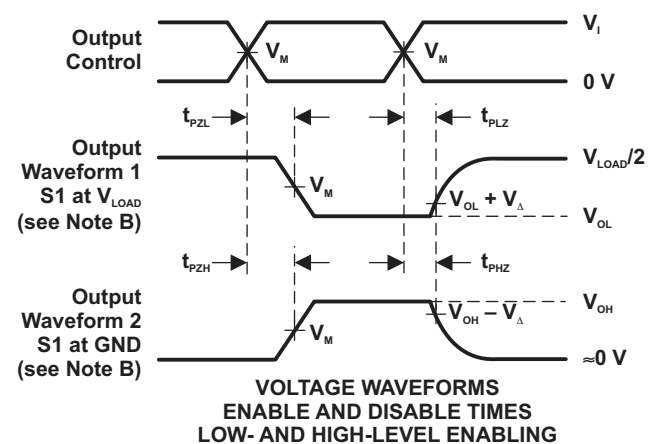 Output
Control
V_M
V_M
V_I
0 V
t_PZL
t_PLZ
Output
Waveform 1
S1 at V_LOAD
(see Note B)
V_M
V_OL + V_Δ
V_LOAD/2
V_OL
t_PZH
t_PHZ
Output
Waveform 2
S1 at GND
(see Note B)
V_M
V_OH − V_Δ
V_OH
≈0 V
VOLTAGE WAVEFORMS
ENABLE AND DISABLE TIMES
LOW- AND HIGH-LEVEL ENABLING